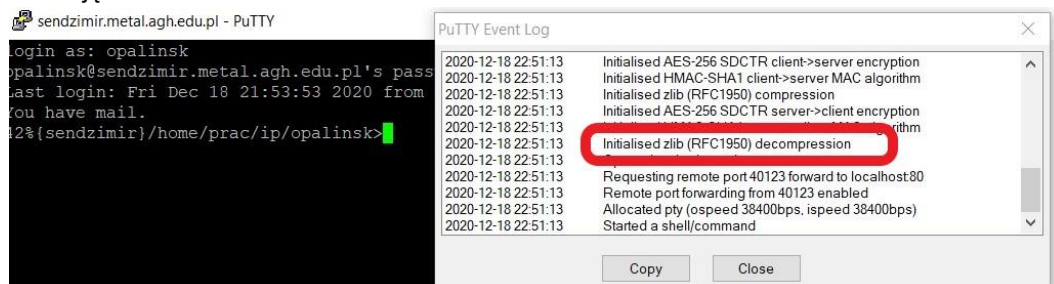 sendzimir.metal.agh.edu.pl - PuTTY
login as: opalinsk
opalinsk@sendzimir.metal.agh.edu.pl's pass
Last login: Fri Dec 18 21:53:53 2020 from
You have mail.
42%{sendzimir}/home/prac/ip/opalinsk>
PuTTY Event Log
2020-12-18 22:51:13 Initialised AES-256 SDCTR client->server encryption
2020-12-18 22:51:13 Initialised HMAC-SHA1 client->server MAC algorithm
2020-12-18 22:51:13 Initialised zlib (RFC1950) compression
2020-12-18 22:51:13 Initialised AES-256 SDCTR server->client encryption
2020-12-18 22:51:13
2020-12-18 22:51:13 Initialised zlib (RFC1950) decompression
2020-12-18 22:51:13
2020-12-18 22:51:13 Requesting remote port 40123 forward to localhost:80
2020-12-18 22:51:13 Remote port forwarding from 40123 enabled
2020-12-18 22:51:13 Allocated pty (ospeed 38400bps, ispeed 38400bps)
2020-12-18 22:51:13 Started a shell/command
Copy Close